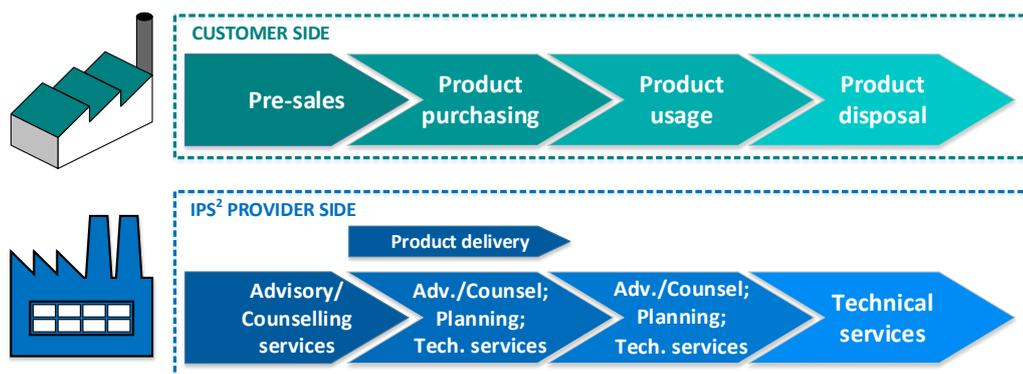 CUSTOMER SIDE
Pre-sales
Product
purchasing
Product
usage
Product
disposal
IPS² PROVIDER SIDE
Product delivery
Advisory/
Counselling
services
Adv./Counsel;
Planning;
Tech. services
Adv./Counsel;
Planning;
Tech. services
Technical
services